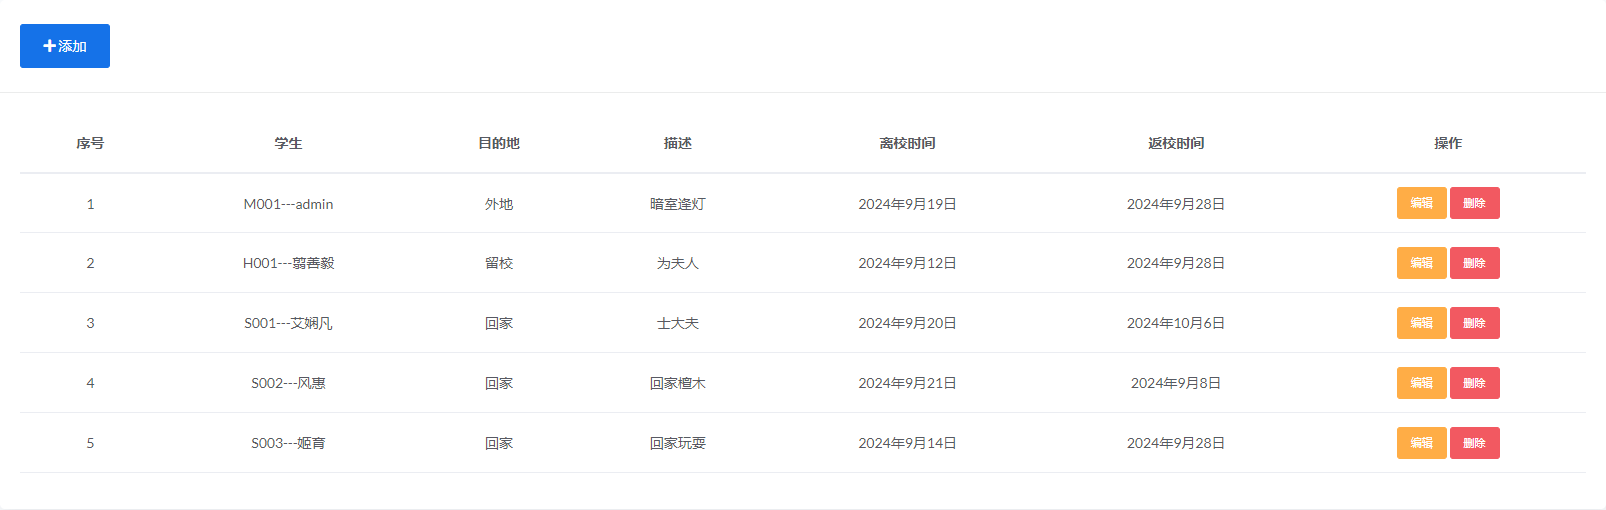 添加
序号 学生 目的地 描述 离校时间 返校时间 操作
1 M001---admin 外地 暗室逢灯 2024年9月19日 2024年9月28日 编辑 删除
2 H001---翦善毅 留校 为夫人 2024年9月12日 2024年9月28日 编辑 删除
3 S001---艾娴凡 回家 士大夫 2024年9月20日 2024年10月6日 编辑 删除
4 S002---风惠 回家 回家檀木 2024年9月21日 2024年9月8日 编辑 删除
5 S003---姬育 回家 回家玩耍 2024年9月14日 2024年9月28日 编辑 删除